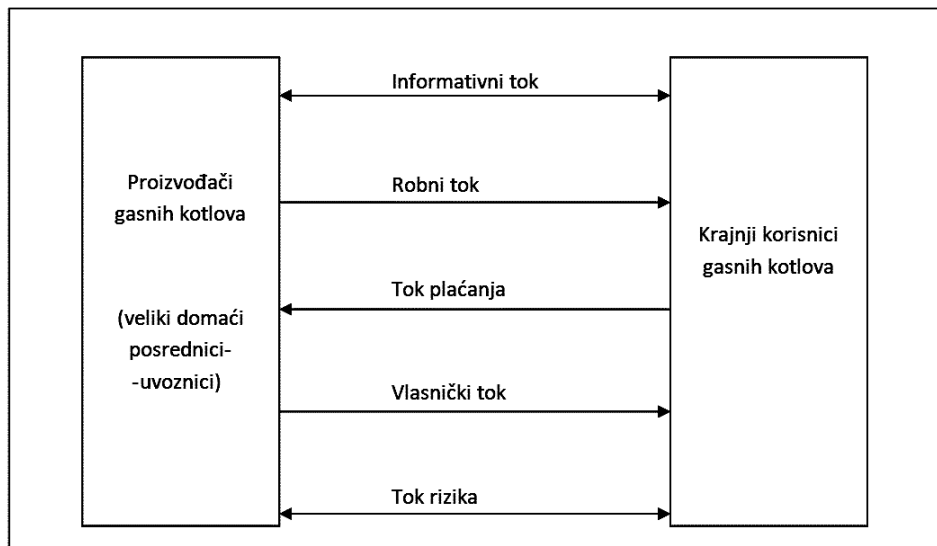 Proizvođači
gasnih kotlova
(veliki domaći
posrednici-
-uvoznici)
Informativni tok
Robni tok
Tok plaćanja
Vlasnički tok
Tok rizika
Krajnji korisnici
gasnih kotlova